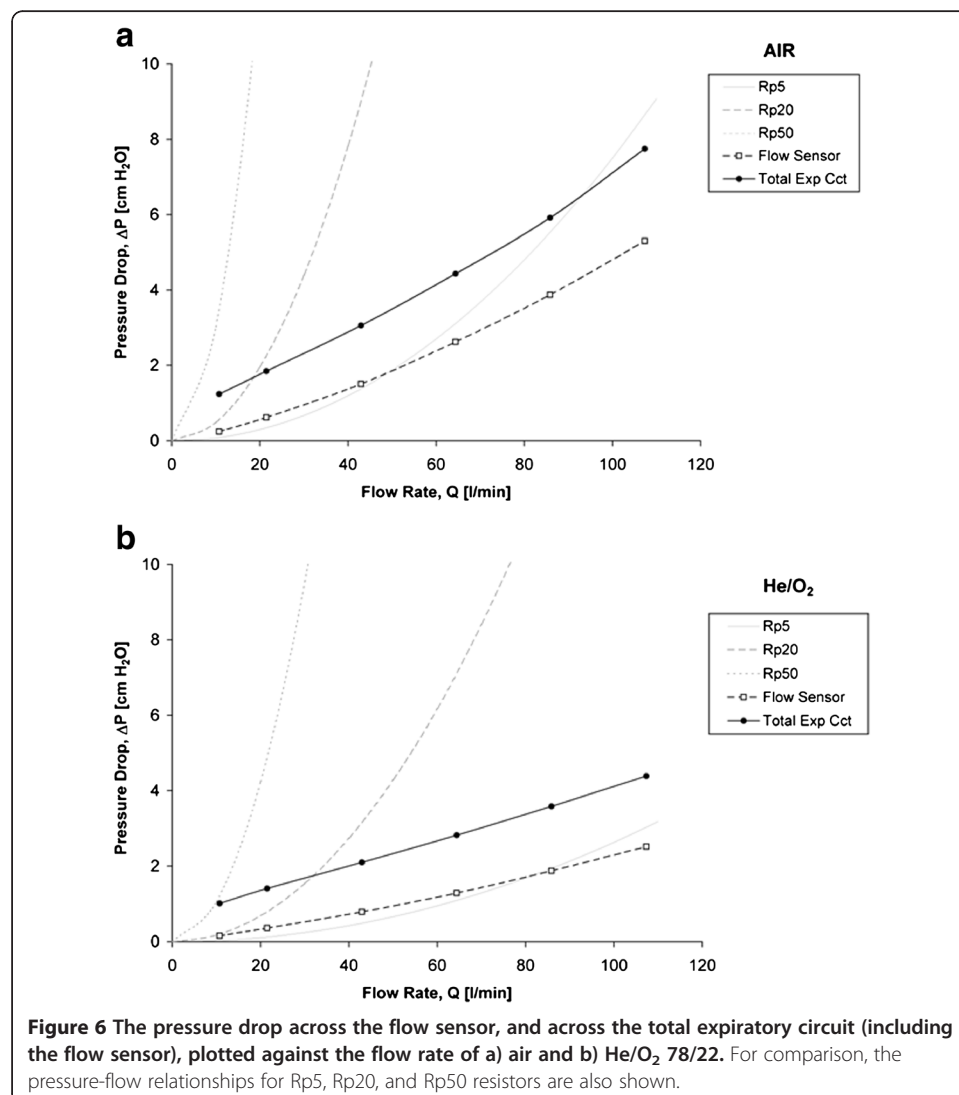 a
AIR
Rp5
Rp20
Rp50
Flow Sensor
Total Exp Cct
Pressure Drop, ΔP [cm H₂O]
10
8
6
4
2
0
0 20 40 60 80 100 120
Flow Rate, Q [l/min]
b
He/O₂
Rp5
Rp20
Rp50
Flow Sensor
Total Exp Cct
Pressure Drop, ΔP [cm H₂O]
10
8
6
4
2
0
0 20 40 60 80 100 120
Flow Rate, Q [l/min]
Figure 6 The pressure drop across the flow sensor, and across the total expiratory circuit (including
the flow sensor), plotted against the flow rate of a) air and b) He/O₂ 78/22. For comparison, the
pressure-flow relationships for Rp5, Rp20, and Rp50 resistors are also shown.